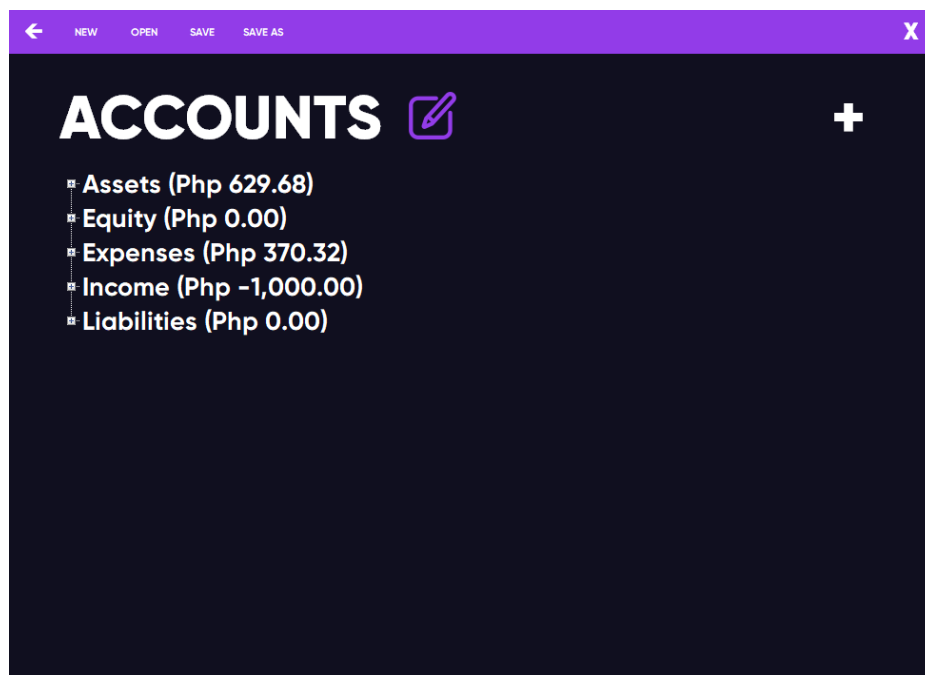 NEW OPEN SAVE SAVE AS X
ACCOUNTS
Assets (Php 629.68)
Equity (Php 0.00)
Expenses (Php 370.32)
Income (Php -1,000.00)
Liabilities (Php 0.00)